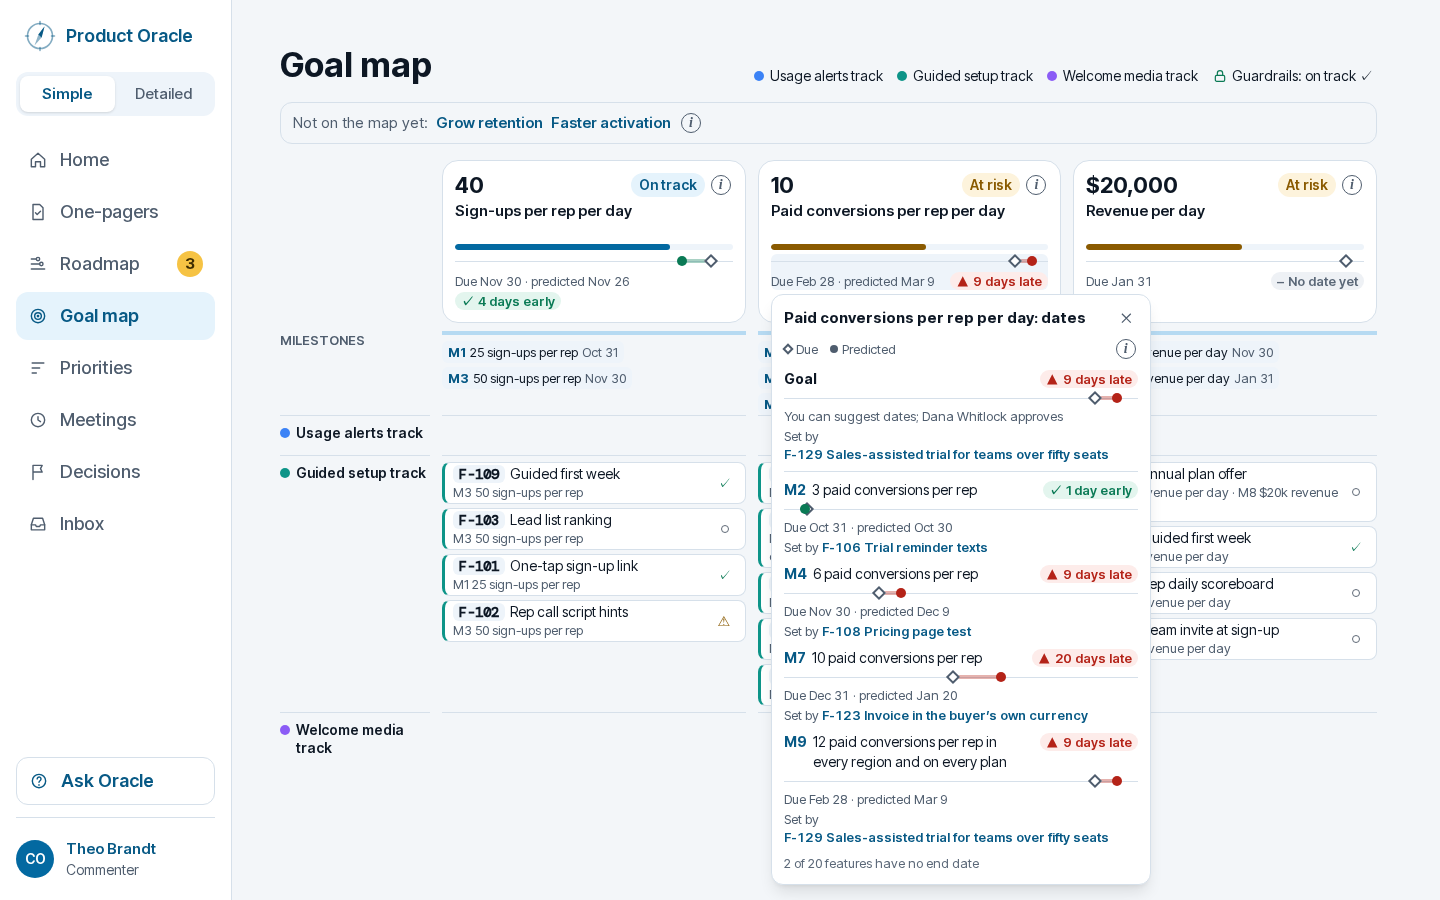 Product Oracle
Simple
Detailed
Home
One-pagers
Roadmap
3
Goal map
Priorities
Meetings
Decisions
Inbox
Ask Oracle
CO
Theo Brandt
Commenter
Goal map
Usage alerts track
Guided setup track
Welcome media track
Guardrails: on track ✓
Not on the map yet: Grow retention Faster activation i
40
On track
i
Sign-ups per rep per day
Due Nov 30 · predicted Nov 26
✓ 4 days early
10
At risk
i
Paid conversions per rep per day
Due Feb 28 · predicted Mar 9
▲ 9 days late
$20,000
At risk
i
Revenue per day
Due Jan 31
– No date yet
MILESTONES
M1 25 sign-ups per rep Oct 31
M3 50 sign-ups per rep Nov 30
venue per day Nov 30
venue per day Jan 31
Usage alerts track
Guided setup track
F-109 Guided first week
M3 50 sign-ups per rep
✓
F-103 Lead list ranking
M3 50 sign-ups per rep
F-101 One-tap sign-up link
M1 25 sign-ups per rep
✓
F-102 Rep call script hints
M3 50 sign-ups per rep
⚠
nnual plan offer
venue per day · M8 $20k revenue
uided first week
venue per day
✓
ep daily scoreboard
venue per day
eam invite at sign-up
venue per day
Welcome media
track
Paid conversions per rep per day: dates
Due
Predicted
i
Goal
▲ 9 days late
You can suggest dates; Dana Whitlock approves
Set by
F-129 Sales-assisted trial for teams over fifty seats
M2 3 paid conversions per rep
✓ 1 day early
Due Oct 31 · predicted Oct 30
Set by F-106 Trial reminder texts
M4 6 paid conversions per rep
▲ 9 days late
Due Nov 30 · predicted Dec 9
Set by F-108 Pricing page test
M7 10 paid conversions per rep
▲ 20 days late
Due Dec 31 · predicted Jan 20
Set by F-123 Invoice in the buyer’s own currency
M9 12 paid conversions per rep in
every region and on every plan
▲ 9 days late
Due Feb 28 · predicted Mar 9
Set by
F-129 Sales-assisted trial for teams over fifty seats
2 of 20 features have no end date